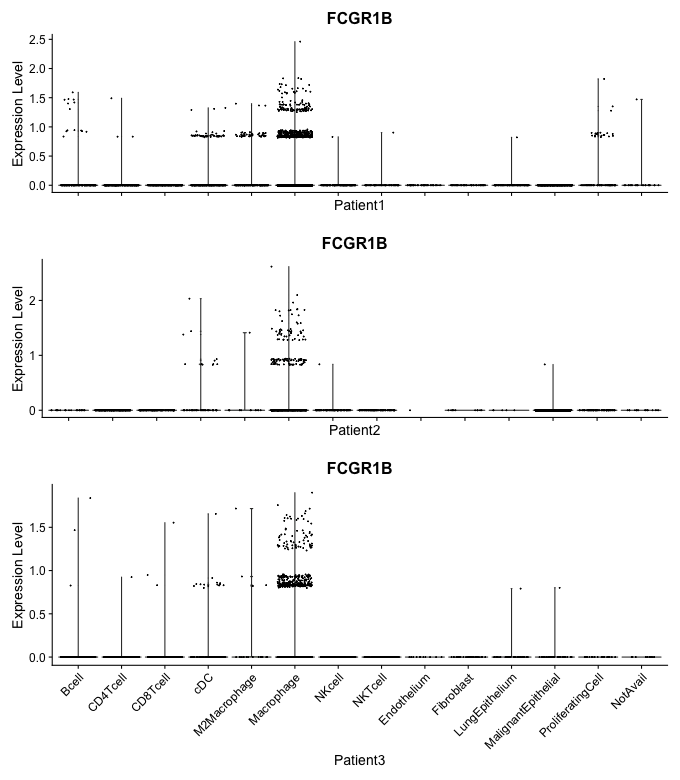 FCGR1B
Expression Level
2.5
2.0
1.5
1.0
0.5
0.0
Patient1
FCGR1B
Expression Level
2
1
0
Patient2
FCGR1B
Expression Level
1.5
1.0
0.5
0.0
Bcell
CD4Tcell
CD8Tcell
cDC
M2Macrophage
Macrophage
NKcell
NKTcell
Endothelium
Fibroblast
LungEpithelium
MalignantEpithelial
ProliferatingCell
NotAvail
Patient3